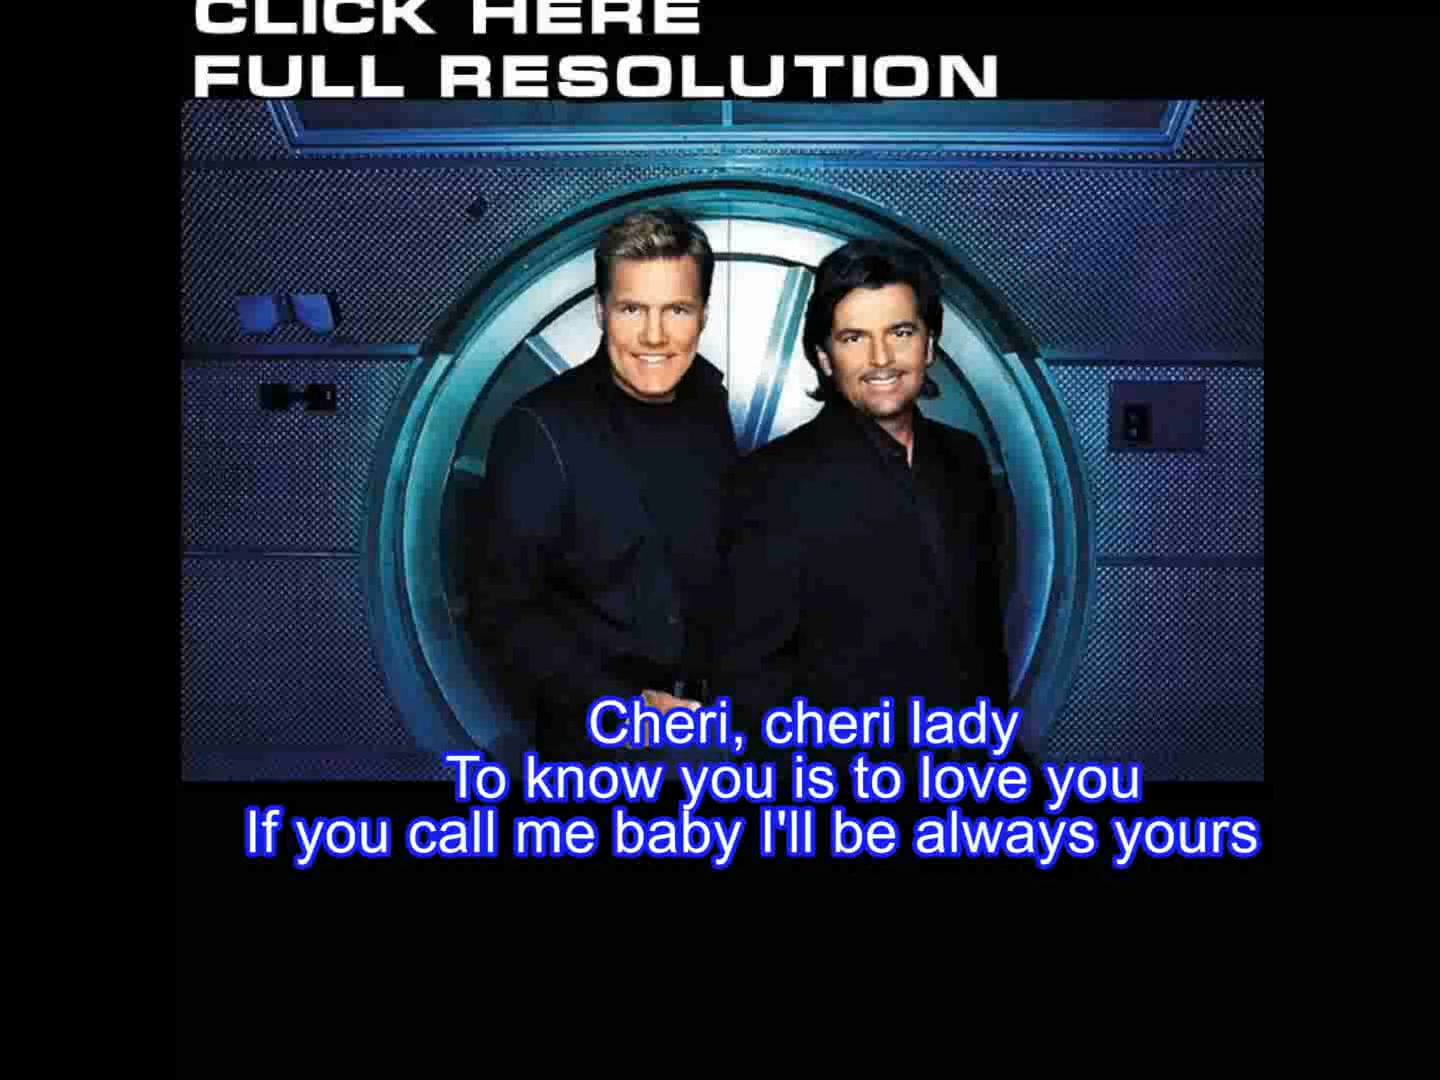 CLICK HERE
FULL RESOLUTION
Cheri, cheri lady
To know you is to love you
If you call me baby I'll be always yours